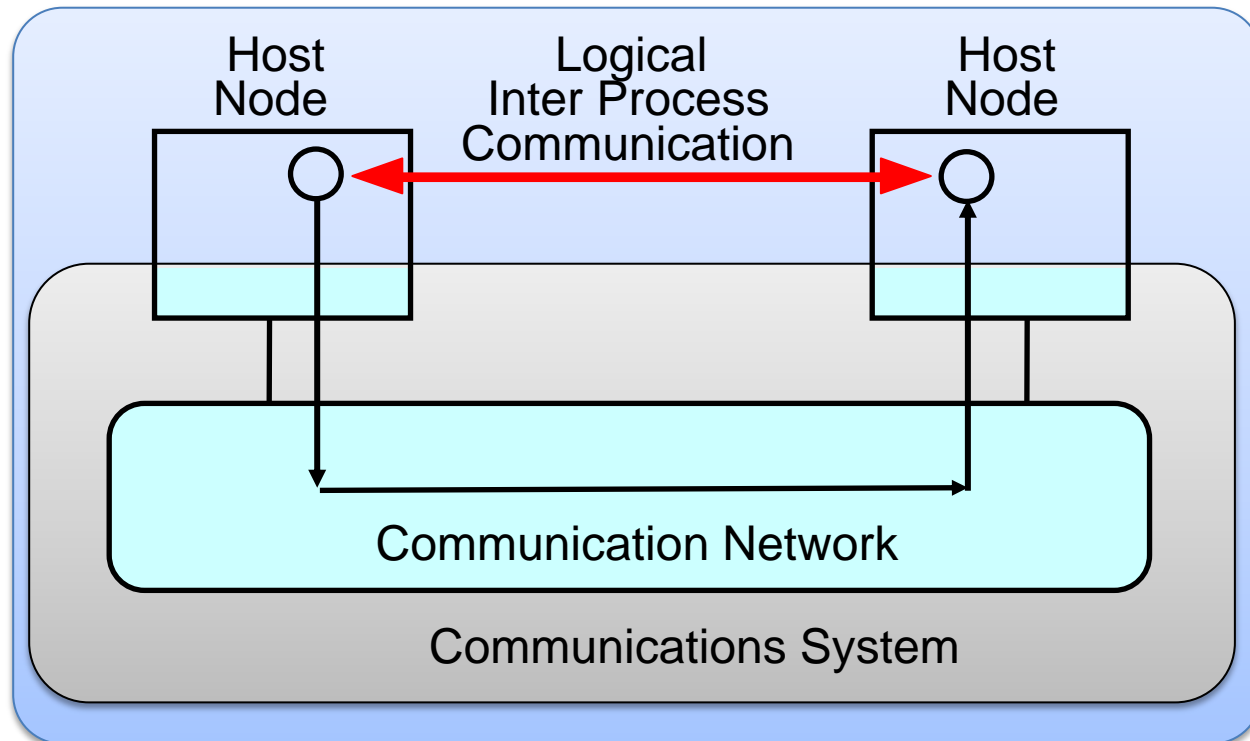 Host
Node
Logical
Inter Process
Communication
Host
Node
Communication Network
Communications System